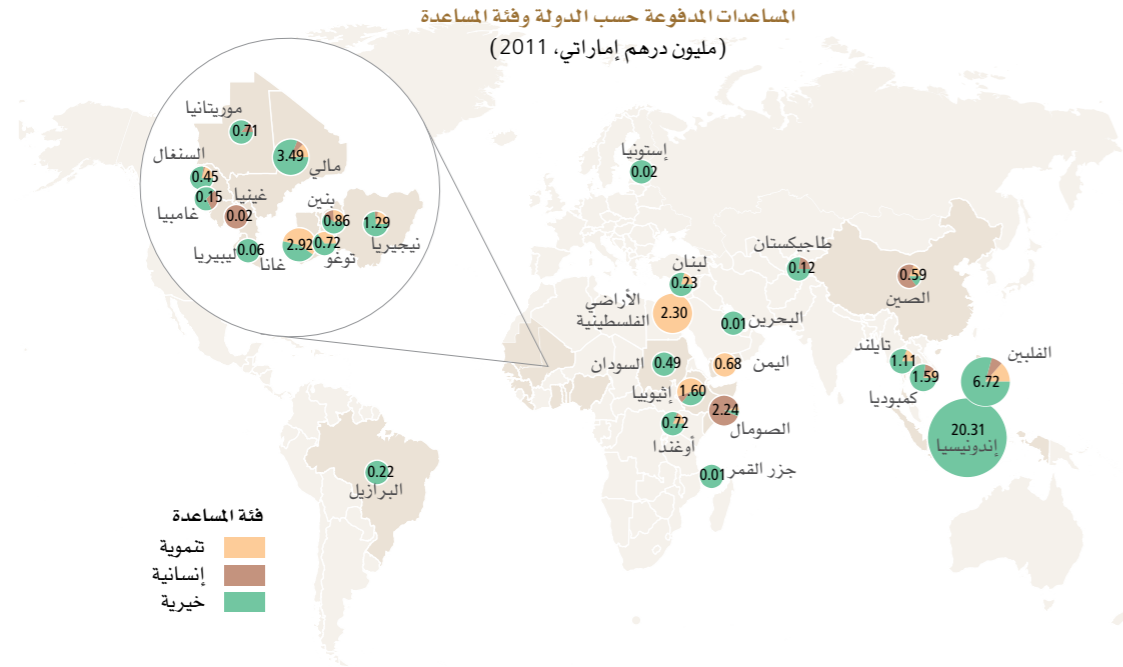 المساعدات المدفوعة حسب الدولة وفئة المساعدة
(مليون درهم إماراتي، 2011)
موريتانيا
0.71
3.49
مالي
السنغال
0.45
0.15
غامبيا
غينيا
0.02
0.06
ليبيريا
2.92
غانا
بنين
0.86
0.72
توغو
1.29
نيجيريا
إستونيا
0.02
طاجيكستان
0.12
0.59
الصين
لبنان
0.23
الأراضي
الفلسطينية
2.30
0.01
البحرين
السودان
0.49
0.68
اليمن
إثيوبيا
1.60
2.24
الصومال
0.72
أوغندا
0.01
جزر القمر
تايلند
1.11
1.59
كمبوديا
الفلبين
6.72
20.31
إندونيسيا
0.22
البرازيل
فئة المساعدة
تنموية
إنسانية
خيرية